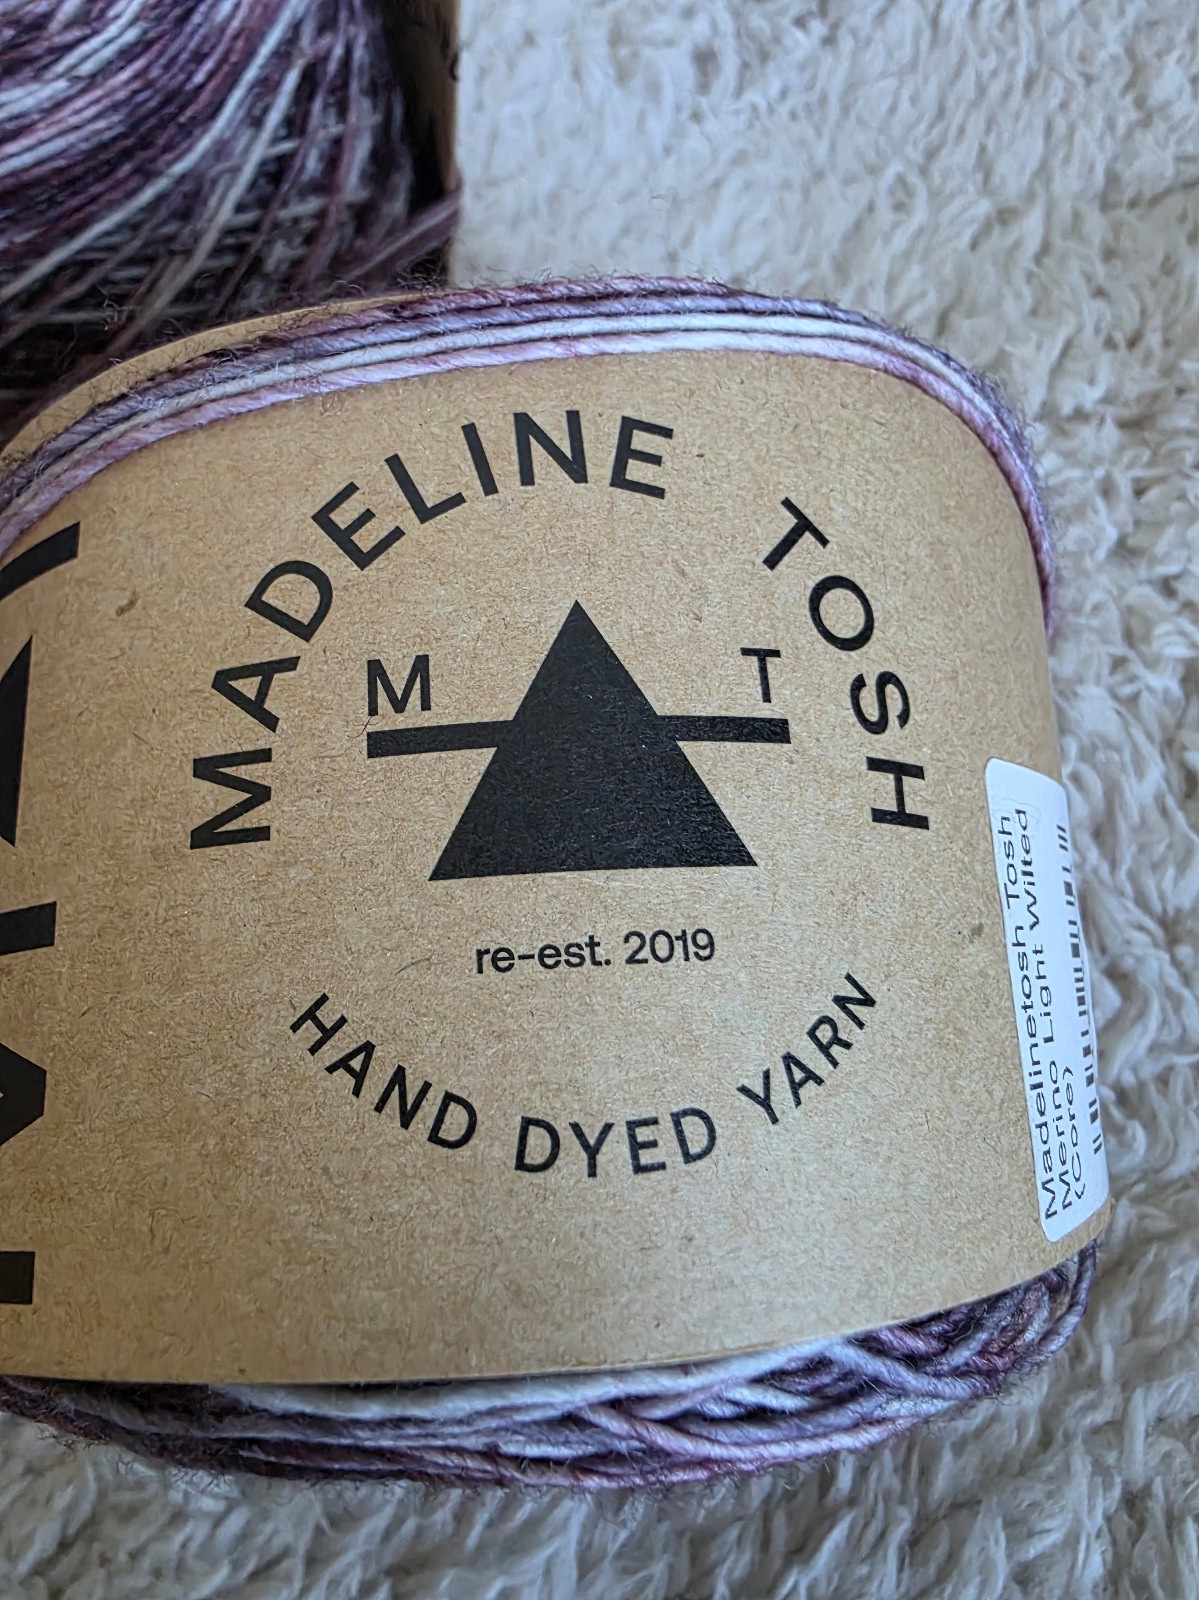 MADELINE TOSH
M T
re-est. 2019
HAND DYED YARN
Madelinetosh Tosh
Merino Light Wilted
(Core)